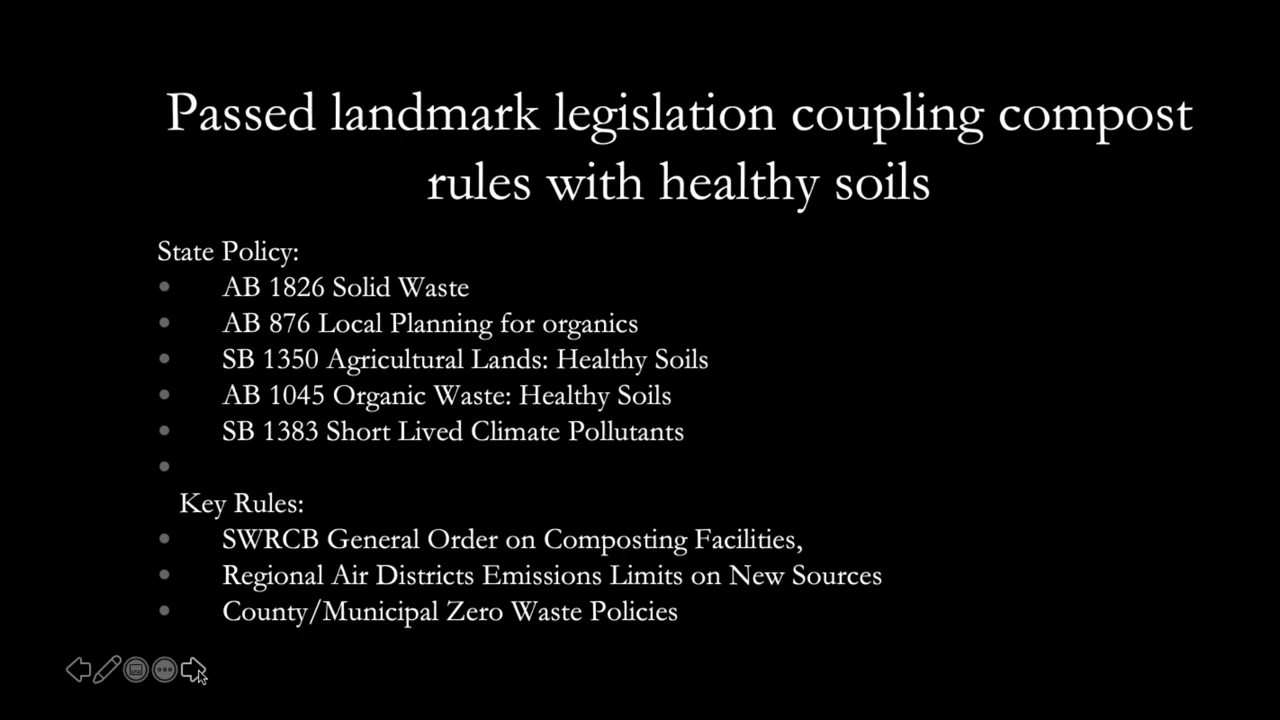 Passed landmark legislation coupling compost
rules with healthy soils
State Policy:
• AB 1826 Solid Waste
• AB 876 Local Planning for organics
• SB 1350 Agricultural Lands: Healthy Soils
• AB 1045 Organic Waste: Healthy Soils
• SB 1383 Short Lived Climate Pollutants
•
Key Rules:
• SWRCB General Order on Composting Facilities,
• Regional Air Districts Emissions Limits on New Sources
• County/Municipal Zero Waste Policies